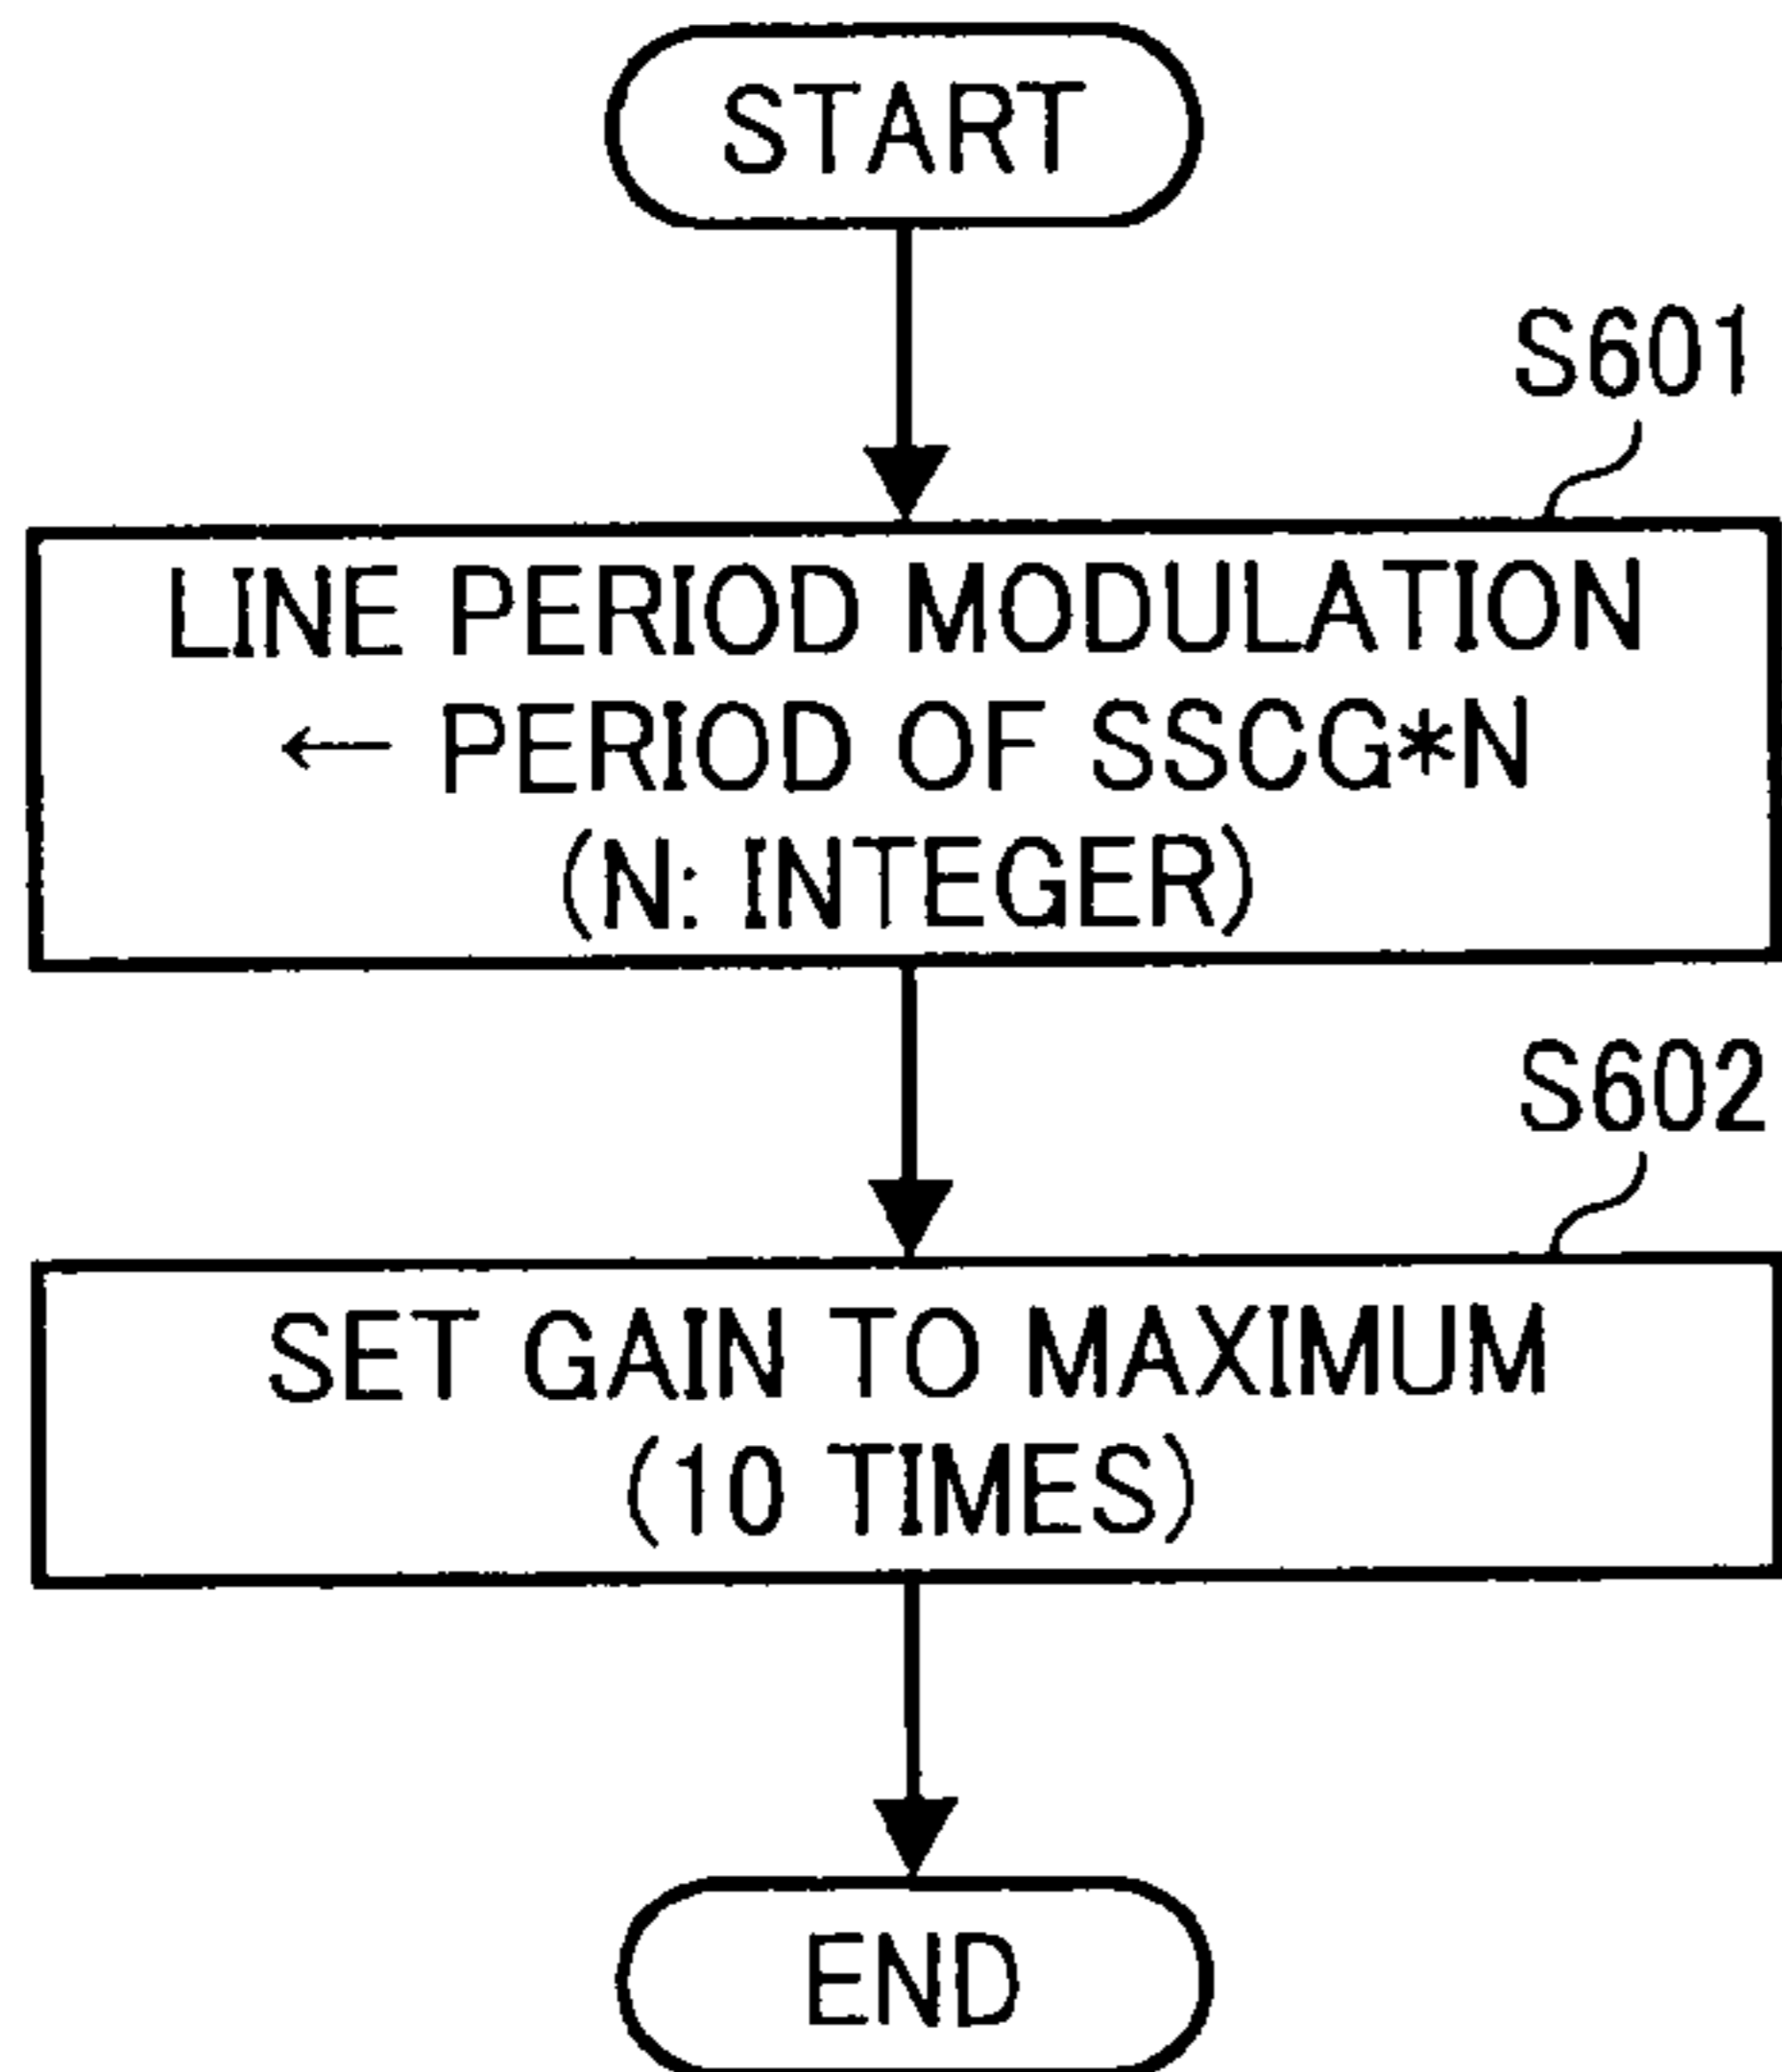 START
S601
LINE PERIOD MODULATION
← PERIOD OF SSCG*N
(N: INTEGER)
S602
SET GAIN TO MAXIMUM
(10 TIMES)
END